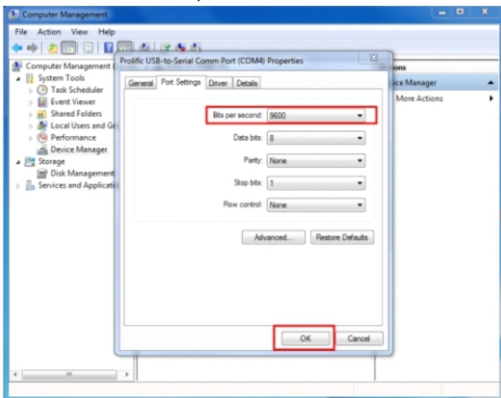 Computer Management
File Action View Help
Computer Management
System Tools
Task Scheduler
Event Viewer
Shared Folders
Local Users and Gr
Performance
Device Manager
Storage
Disk Management
Services and Applicati
Prolific USB-to-Serial Comm Port (COM4) Properties
General Port Settings Driver Details
Bits per second: 9600
Data bits: 8
Parity: None
Stop bits: 1
Flow control: None
Advanced... Restore Defaults
OK Cancel
ons
ice Manager
More Actions